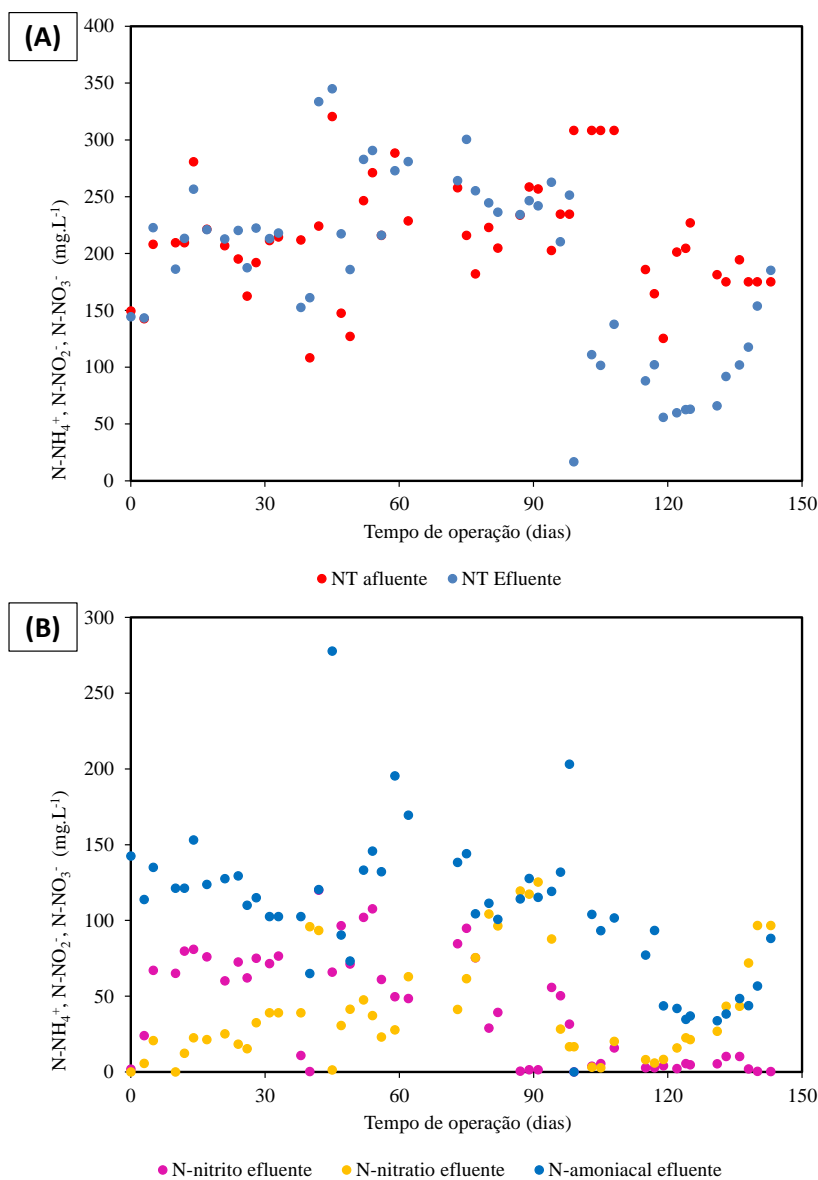 (A)
400
350
300
250
200
150
100
50
0
N-NH₄⁺, N-NO₂⁻, N-NO₃⁻ (mg.L⁻¹)
0 30 60 90 120 150
Tempo de operação (dias)
NT afluente NT Efluente
(B)
300
250
200
150
100
50
0
N-NH₄⁺, N-NO₂⁻, N-NO₃⁻ (mg.L⁻¹)
0 30 60 90 120 150
Tempo de operação (dias)
N-nitrito efluente N-nitratio efluente N-amoniacal efluente